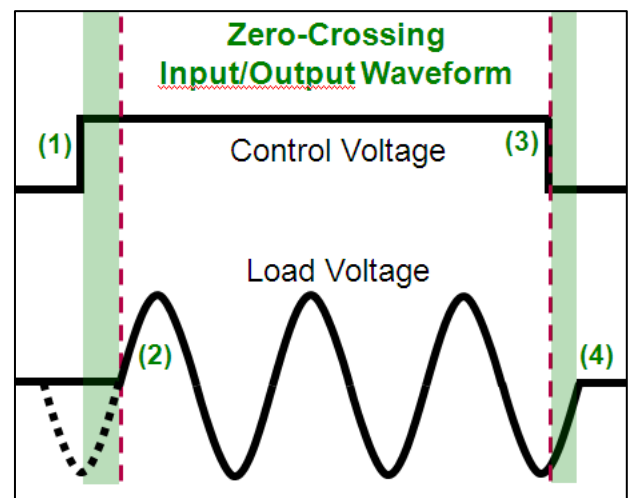 Zero-Crossing
Input/Output Waveform
(1)
Control Voltage
(3)
Load Voltage
(2)
(4)